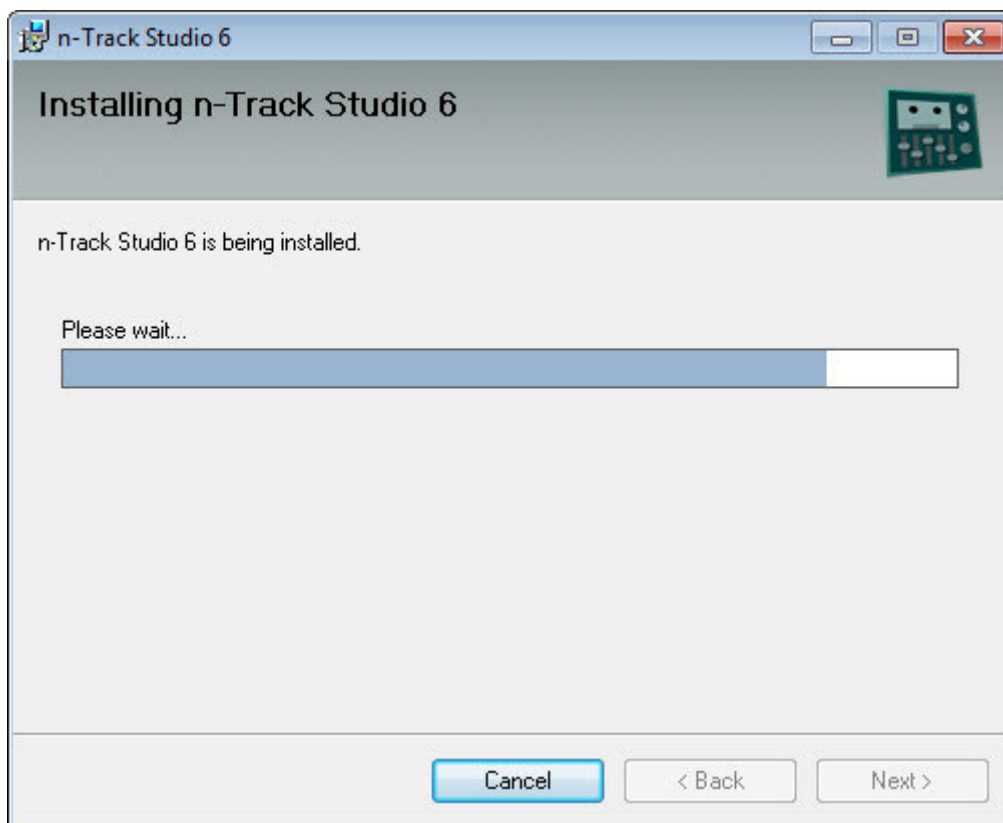 n-Track Studio 6
Installing n-Track Studio 6
n-Track Studio 6 is being installed.
Please wait...
Cancel
< Back
Next >